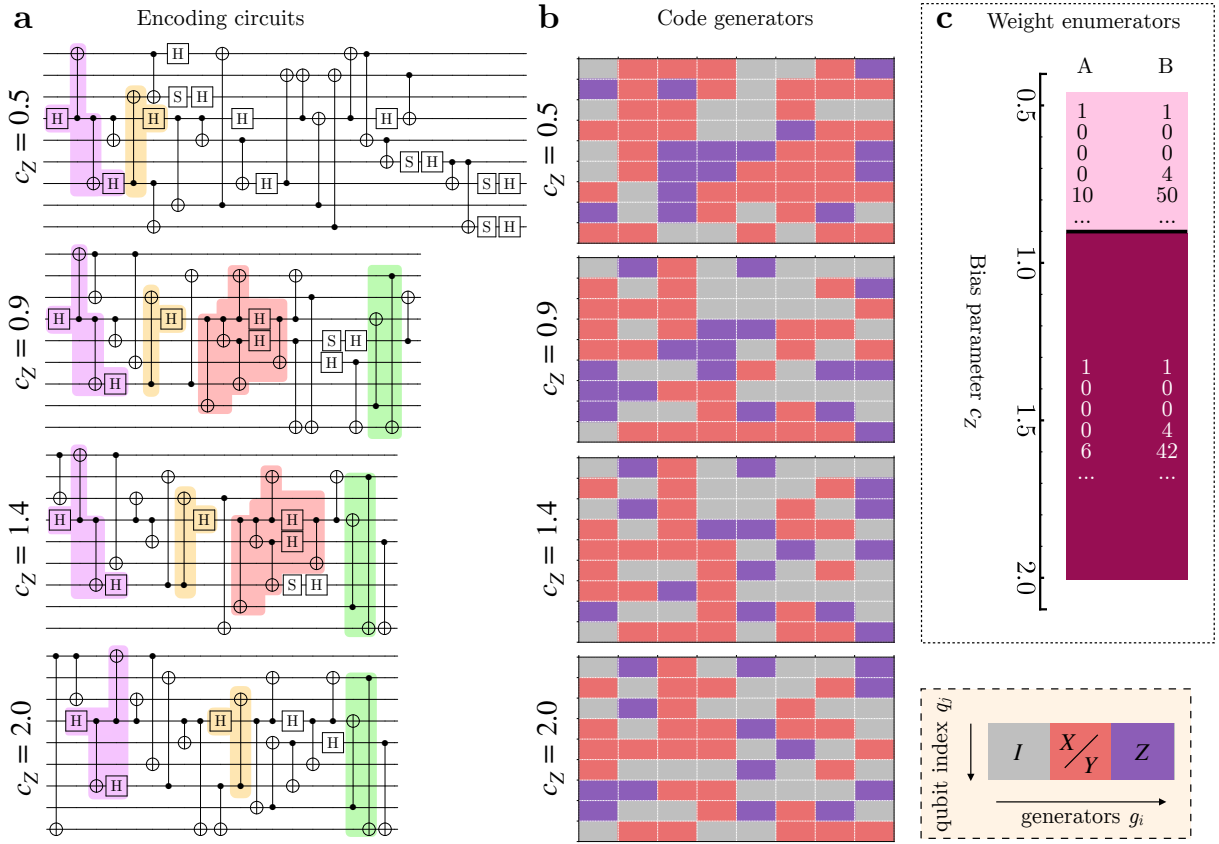 a Encoding circuits
c_Z = 0.5
H
S H
H H H H
S H
H H S H
S H
c_Z = 0.9
H H H
H S H
H
H
c_Z = 1.4
H H H
H
H S H
c_Z = 2.0
H H H
H
H
b Code generators
c_Z = 0.5
c_Z = 0.9
c_Z = 1.4
c_Z = 2.0
c Weight enumerators
A B
Bias parameter c_Z
0.5
1.0
1.5
2.0
1 1
0 0
0 0
0 4
10 50
... ...
1 1
0 0
0 0
0 4
6 42
... ...
qubit index q_j
I X/Y Z
generators g_i